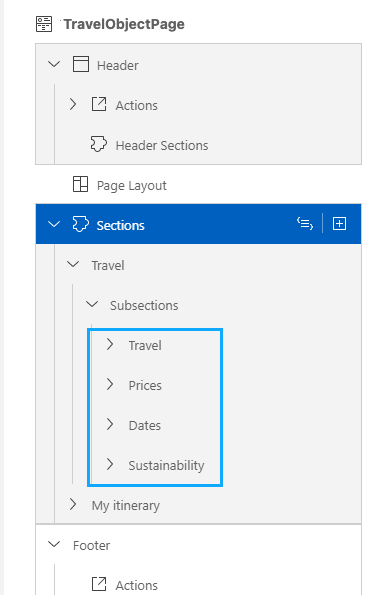 TravelObjectPage
Header
Actions
Header Sections
Page Layout
Sections
Travel
Subsections
Travel
Prices
Dates
Sustainability
My itinerary
Footer
Actions